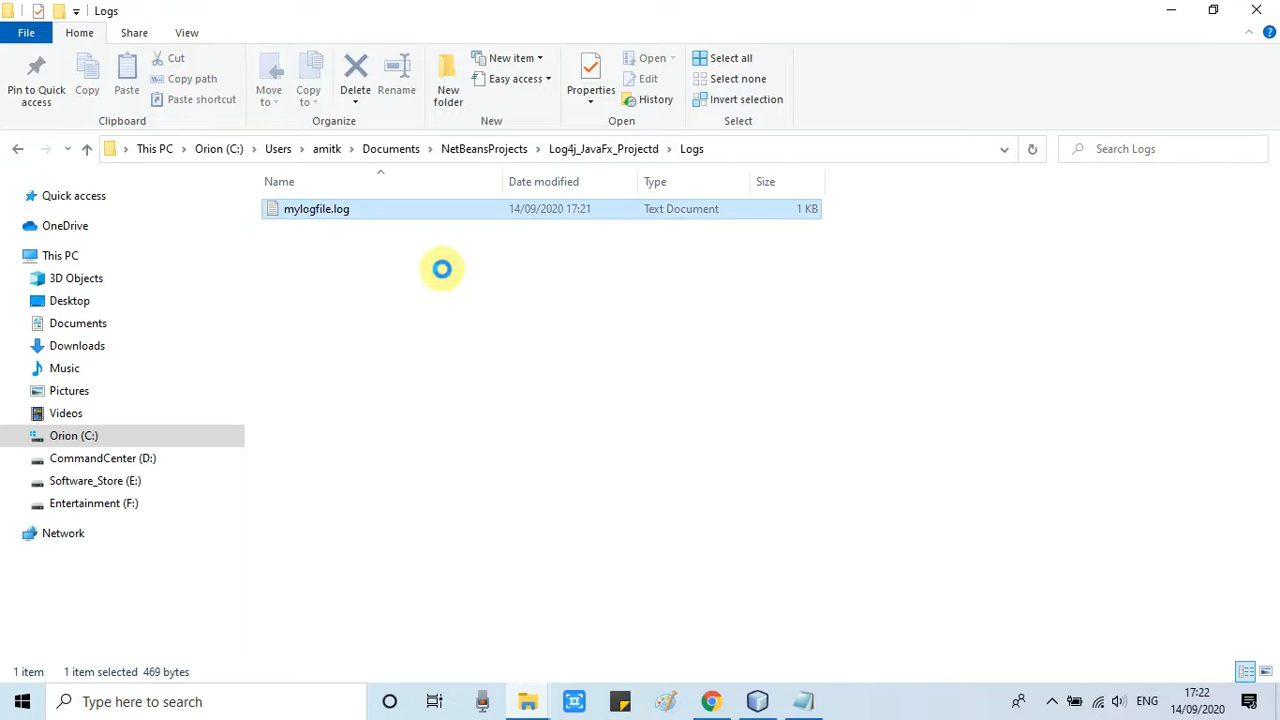 Logs
File Home Share View
Pin to Quick access
Copy
Paste
Cut
Copy path
Paste shortcut
Clipboard
Move to
Copy to
Delete
Rename
Organize
New folder
New item
Easy access
New
Properties
Open
Edit
History
Open
Select all
Select none
Invert selection
Select
This PC › Orion (C:) › Users › amitk › Documents › NetBeansProjects › Log4j_JavaFx_Projectd › Logs
Search Logs
Name Date modified Type Size
mylogfile.log 14/09/2020 17:21 Text Document 1 KB
Quick access
OneDrive
This PC
3D Objects
Desktop
Documents
Downloads
Music
Pictures
Videos
Orion (C:)
CommandCenter (D:)
Software_Store (E:)
Entertainment (F:)
Network
1 item 1 item selected 469 bytes
Type here to search
ENG
17:22
14/09/2020